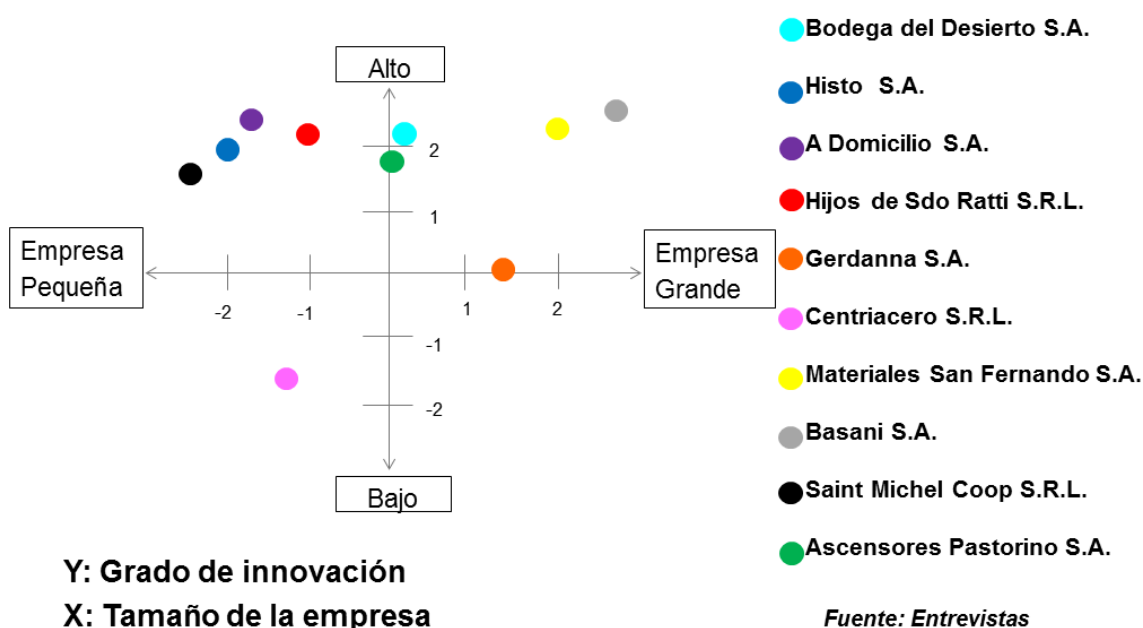 Alto
2
1
Empresa
Pequeña
-2
-1
1
2
Empresa
Grande
-1
-2
Bajo
Bodega del Desierto S.A.
Histo S.A.
A Domicilio S.A.
Hijos de Sdo Ratti S.R.L.
Gerdanna S.A.
Centriacero S.R.L.
Materiales San Fernando S.A.
Basani S.A.
Saint Michel Coop S.R.L.
Ascensores Pastorino S.A.
Y: Grado de innovación
X: Tamaño de la empresa
Fuente: Entrevistas